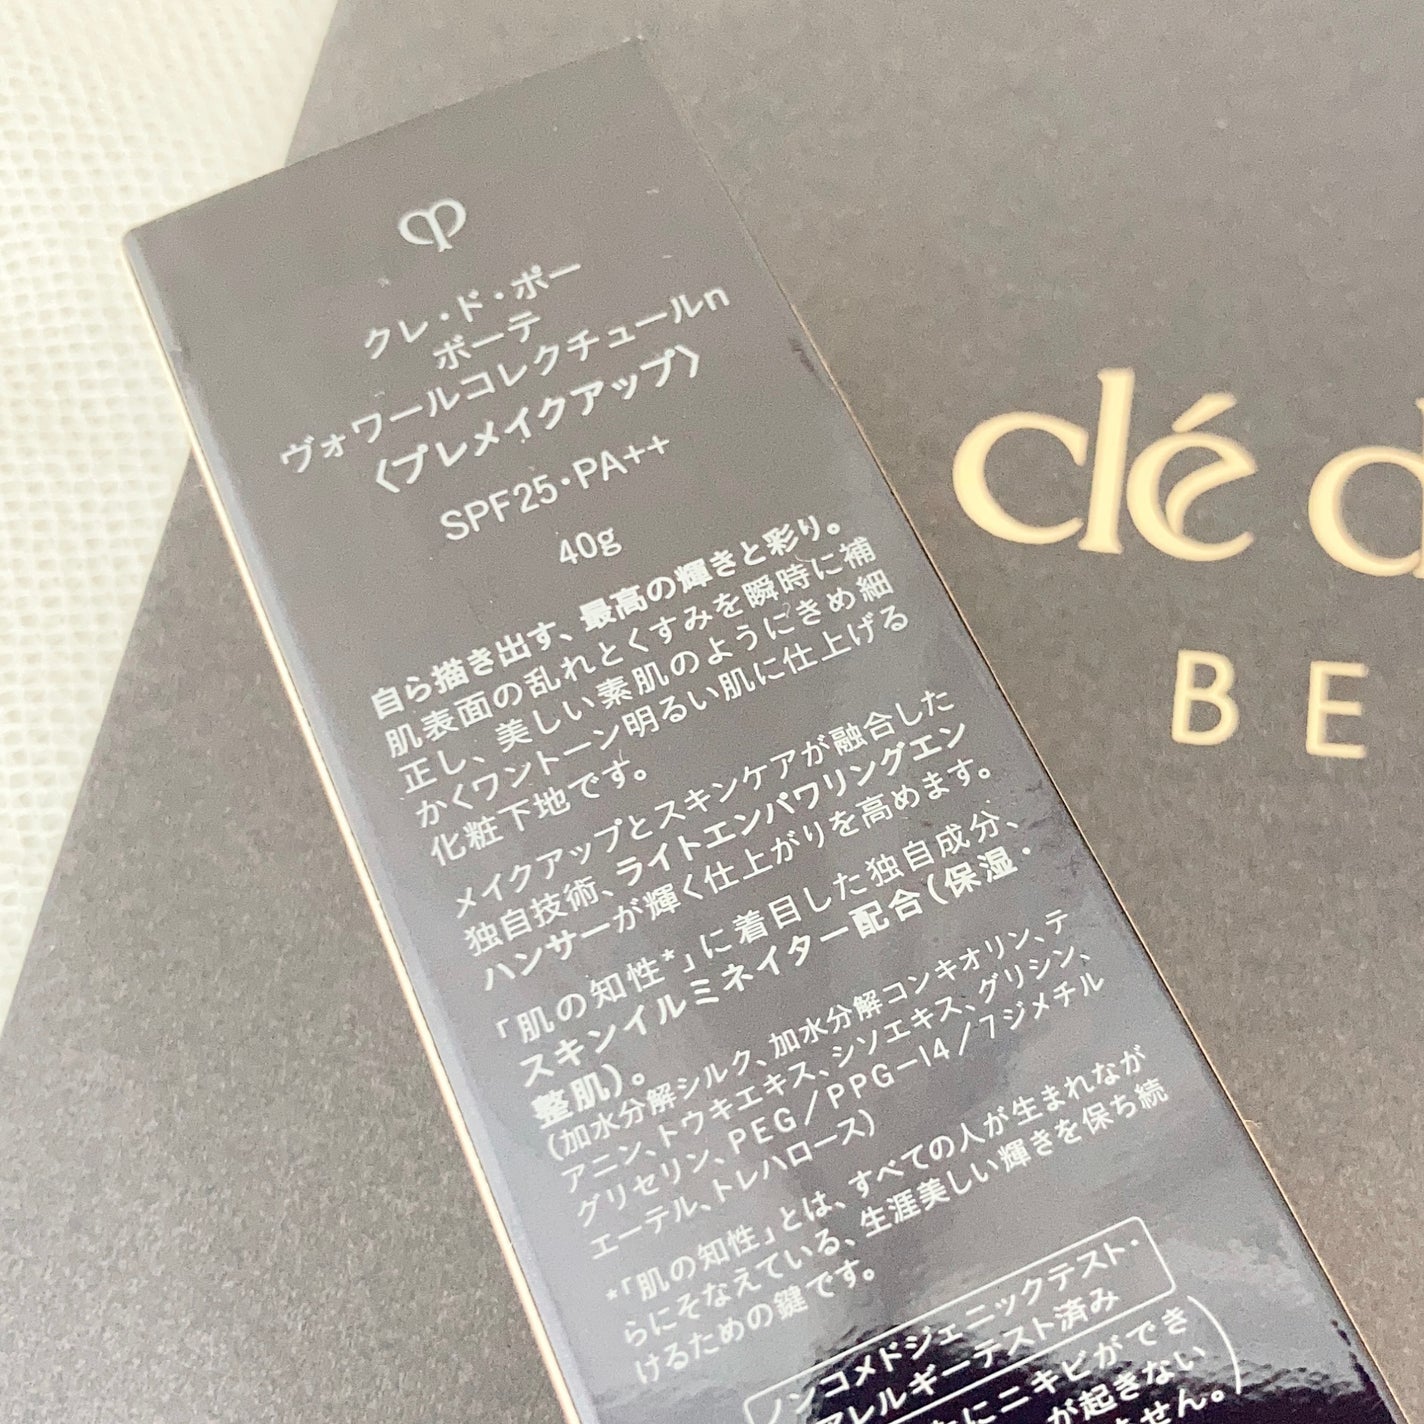 クレ・ド・ポー
ボーテ
ヴォワールコレクチュールn
〈プレメイクアップ〉
SPF25・PA++
40g
自ら描き出す、最高の輝きと彩り。
肌表面の乱れとくすみを瞬時に補
正し、美しい素肌のようにきめ細
かくワントーン明るい肌に仕上げる
化粧下地です。
メイクアップとスキンケアが融合した
独自技術、ライトエンパワリングエン
ハンサーが輝く仕上がりを高めます。
「肌の知性*」に着目した独自成分、
スキンイルミネイター配合(保湿・
整肌)。
(加水分解シルク、加水分解コンキオリン、テ
アニン、トウキエキス、シソエキス、グリシン、
グリセリン、PEG/PPG-14/7ジメチル
エーテル、トレハロース)
*「肌の知性」とは、すべての人が生まれなが
らにそなえている、生涯美しい輝きを保ち続
けるための鍵です。
ノンコメドジェニックテスト・
アレルギーテスト済み
にニキビができ
が起きない
ません。)
clé d
BE